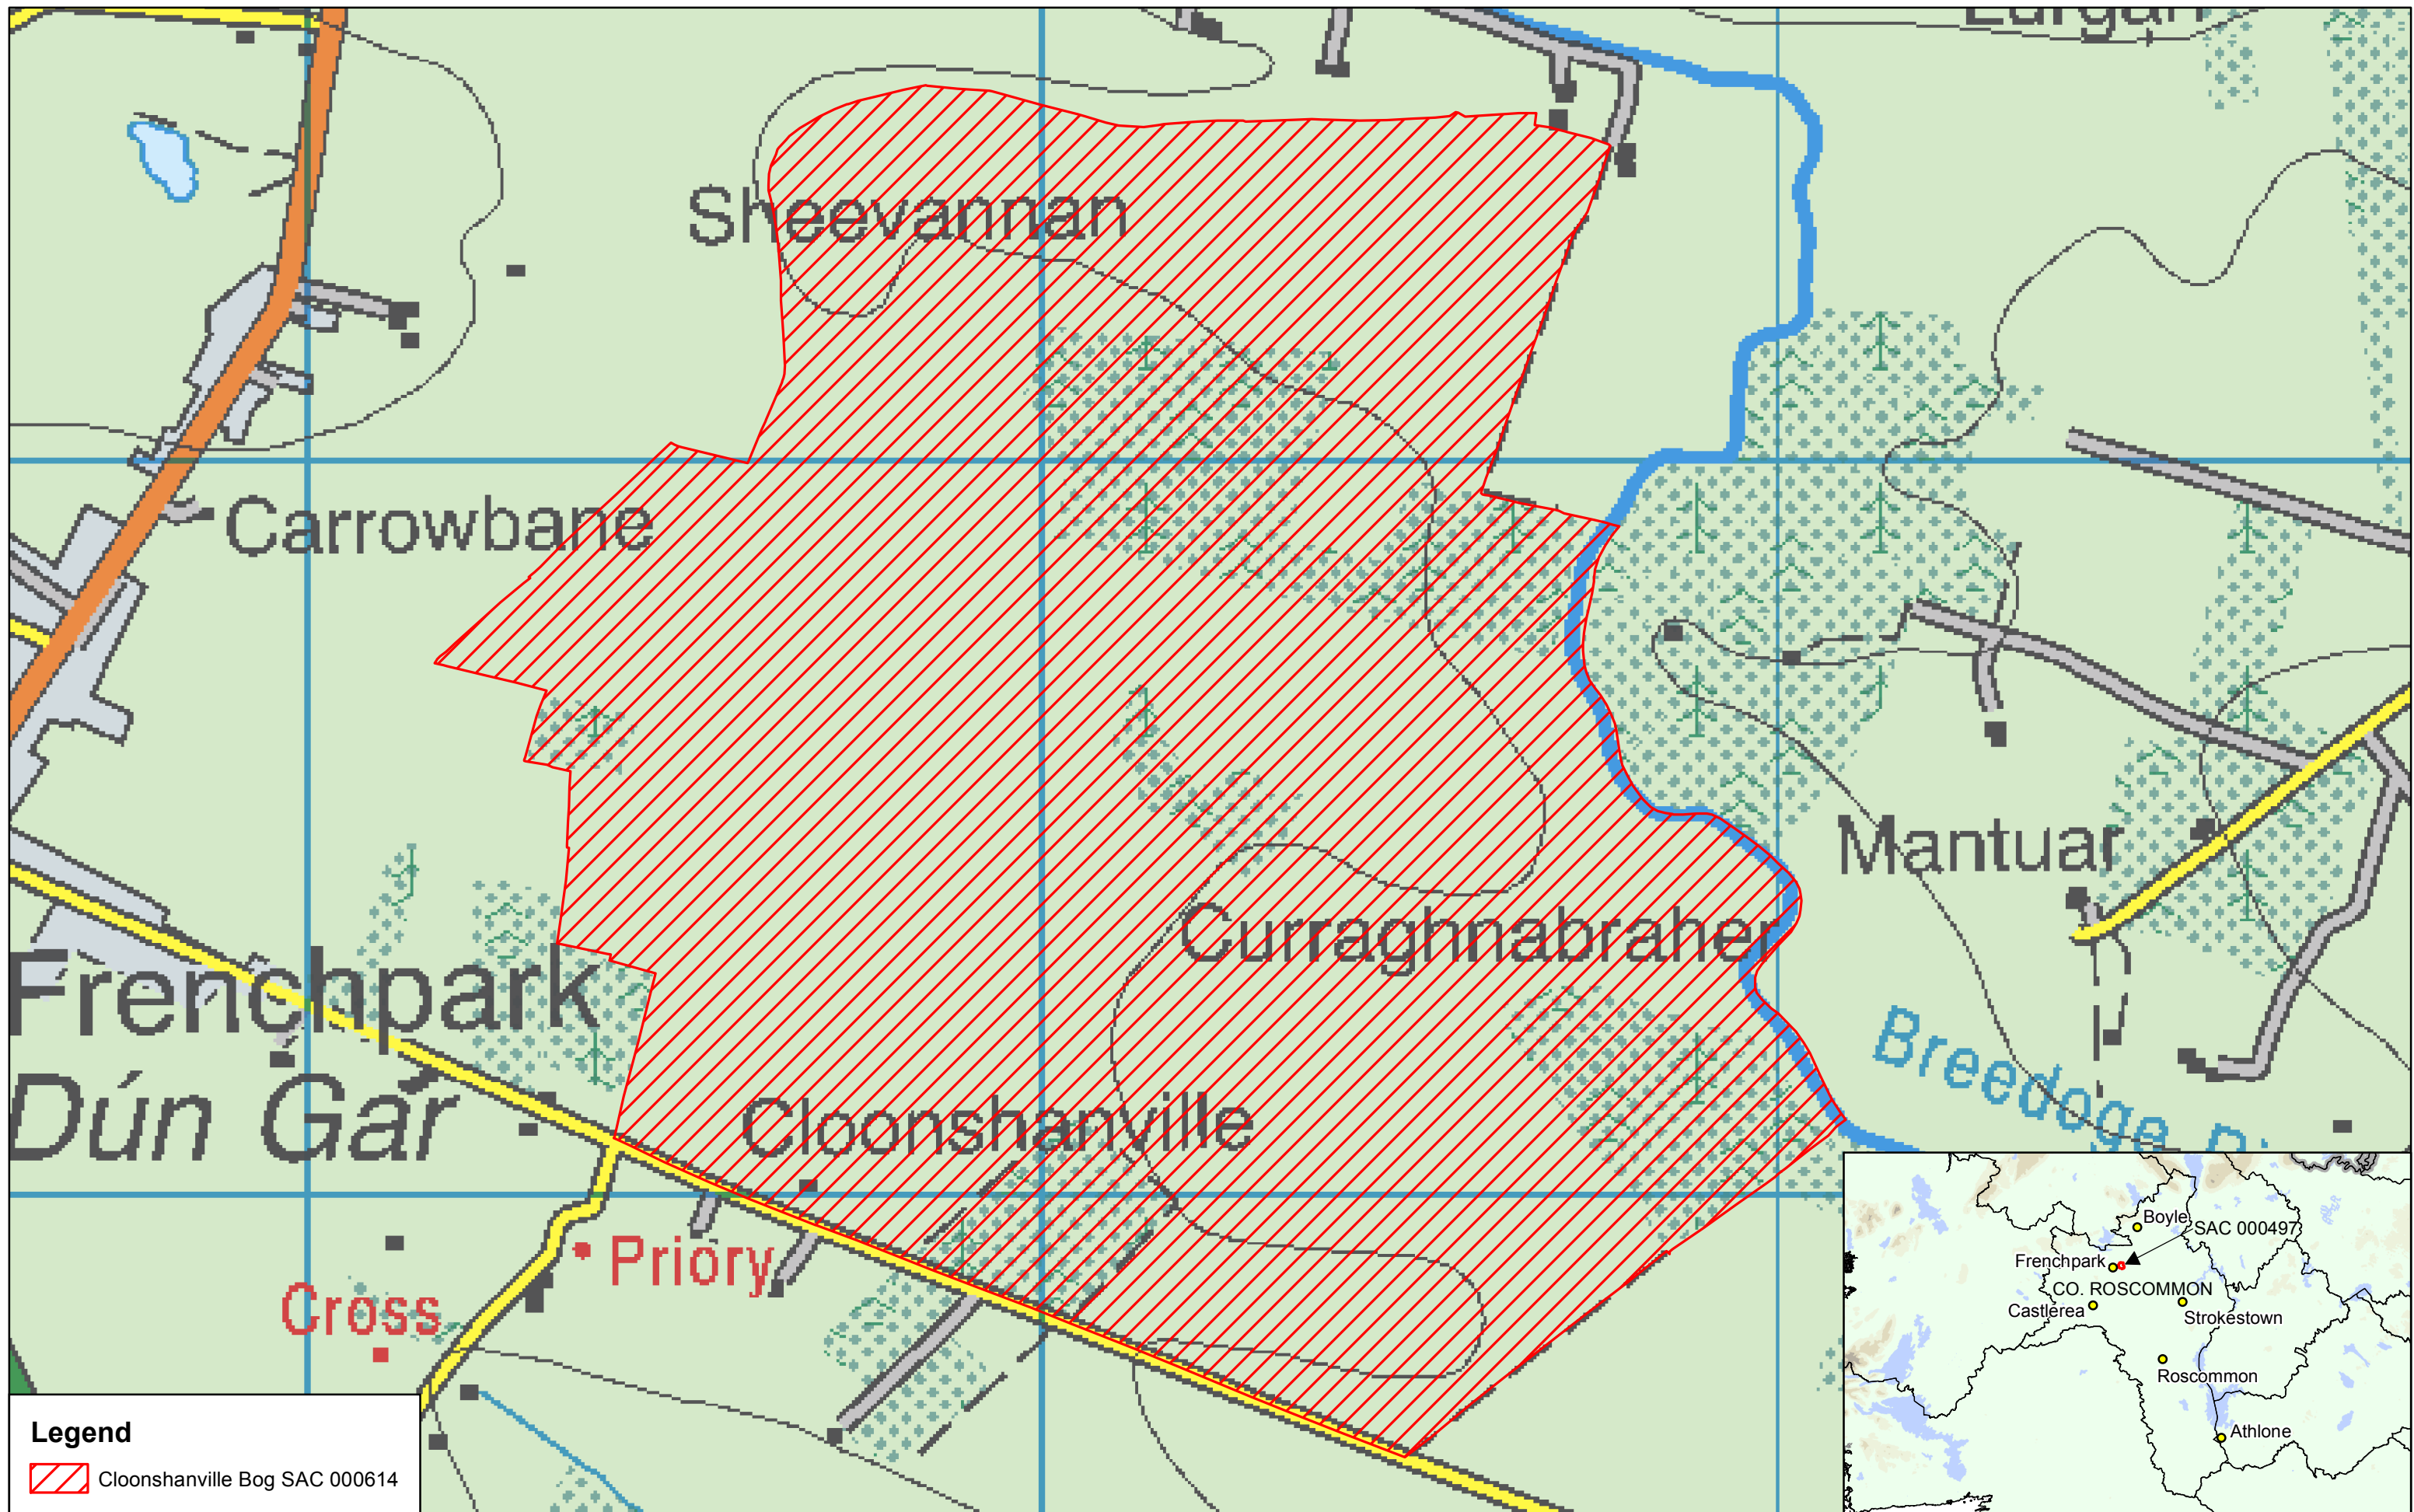 Sheevannan
Carrowbane
Mantuar
Curraghnabraher
Frenchpark
Dún Gar
Breedoge
Cloonshanville
Priory
Cross
Legend
Cloonshanville Bog SAC 000614
Boyle
SAC 000497
Frenchpark
CO. ROSCOMMON
Castlerea
Strokestown
Roscommon
Athlone